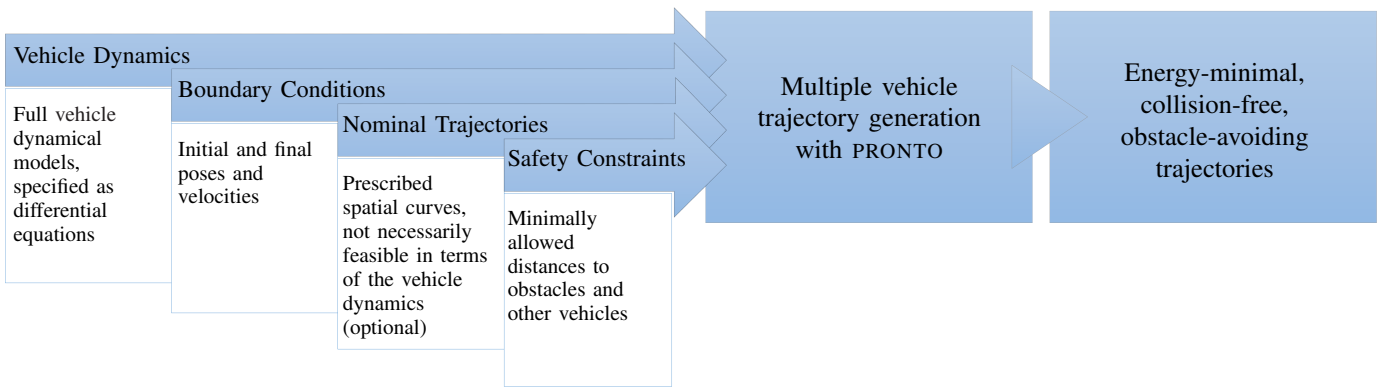 Vehicle Dynamics
Full vehicle
dynamical
models,
specified as
differential
equations
Boundary Conditions
Initial and final
poses and
velocities
Nominal Trajectories
Prescribed
spatial curves,
not necessarily
feasible in terms
of the vehicle
dynamics
(optional)
Safety Constraints
Minimally
allowed
distances to
obstacles and
other vehicles
Multiple vehicle
trajectory generation
with PRONTO
Energy-minimal,
collision-free,
obstacle-avoiding
trajectories